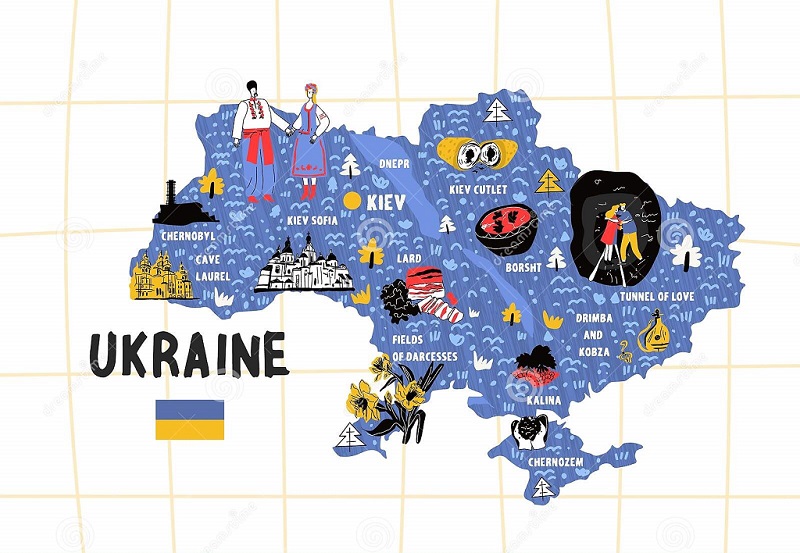 DNEPR
KIEV CUTLET
KIEV
KIEV SOFIA
CHERNOBYL
CAVE
LAUREL
LARD
BORSHT
TUNNEL OF LOVE
DRIMBA
AND
KOBZA
FIELDS
OF DARCESSES
UKRAINE
KALINA
CHERNOZEM